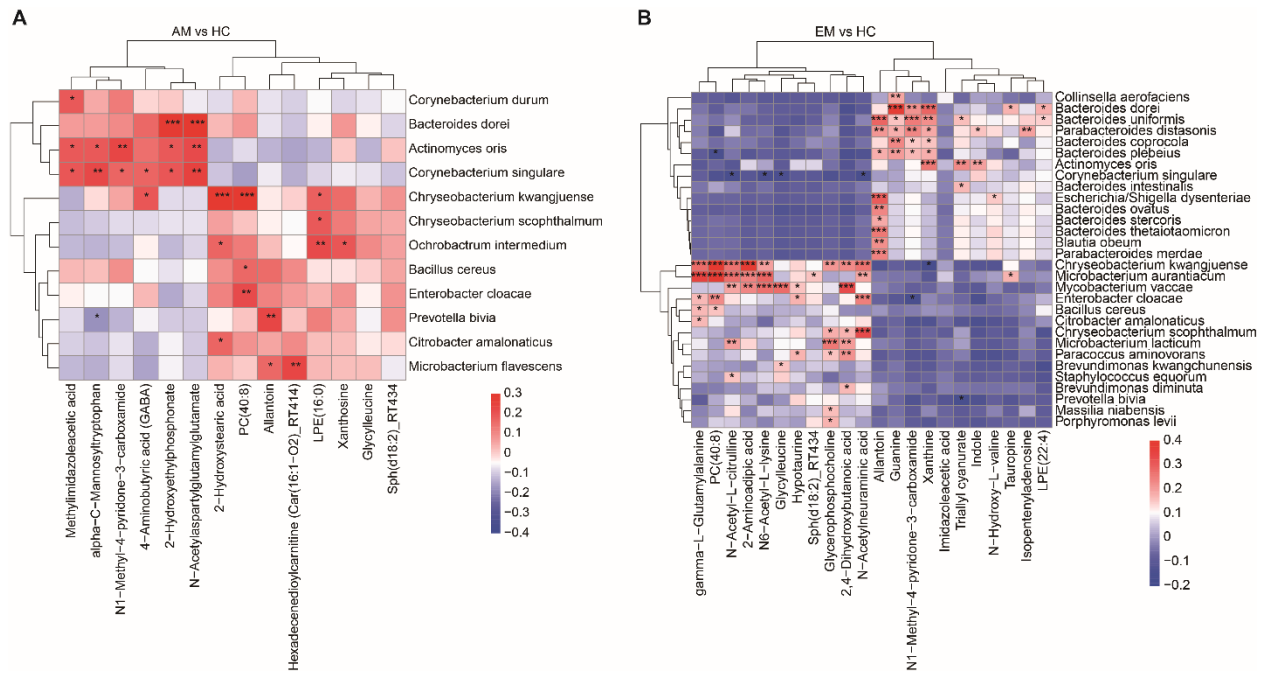 A
AM vs HC
Corynebacterium durum
Bacteroides dorei
Actinomyces oris
Corynebacterium singulare
Chryseobacterium kwangjuense
Chryseobacterium scophthalmum
Ochrobactrum intermedium
Bacillus cereus
Enterobacter cloacae
Prevotella bivia
Citrobacter amalonaticus
Microbacterium flavescens
Methylimidazoleacetic acid
alpha−C−Mannosyltryptophan
N1−Methyl−4−pyridone−3−carboxamide
4−Aminobutyric acid (GABA)
2−Hydroxyethylphosphonate
N−Acetylaspartylglutamylglutamate
2−Hydroxystearic acid
PC(40:8)
Allantoin
Hexadecenedioylcarnitine (Car(16:1−O2)_RT414)
LPE(16:0)
Xanthosine
Glycylleucine
Sph(d18:2)_RT434
0.3
0.2
0.1
0
−0.1
−0.2
−0.3
−0.4
B
EM vs HC
Collinsella aerofaciens
Bacteroides dorei
Bacteroides uniformis
Parabacteroides distasonis
Bacteroides coprocola
Bacteroides plebeius
Actinomyces oris
Corynebacterium singulare
Bacteroides intestinalis
Escherichia/Shigella dysenteriae
Bacteroides ovatus
Bacteroides stercoris
Bacteroides thetaiotaomicron
Blautia obeum
Parabacteroides merdae
Chryseobacterium kwangjuense
Microbacterium aurantiacum
Mycobacterium vaccae
Enterobacter cloacae
Bacillus cereus
Citrobacter amalonaticus
Chryseobacterium scophthalmum
Microbacterium lacticum
Paracoccus aminovorans
Brevundimonas kwangchunensis
Staphylococcus equorum
Brevundimonas diminuta
Prevotella bivia
Massilia niabensis
Porphyromonas levii
gamma−L−Glutamylalanine
PC(40:8)
N−Acetyl−L−citrulline
2−Aminoadipic acid
N6−Acetyl−L−lysine
Glycylleucine
Hypotaurine
Sph(d18:2)_RT434
Glycerophosphocholine
2,4−Dihydroxybutanoic acid
N−Acetylneuraminic acid
Allantoin
Guanine
N1−Methyl−4−pyridone−3−carboxamide
Xanthine
Imidazoleacetic acid
Triallyl cyanurate
Indole
N−Hydroxy−L−valine
Tauropine
Isopentenyladenosine
LPE(22:4)
0.4
0.3
0.2
0.1
0
−0.1
−0.2